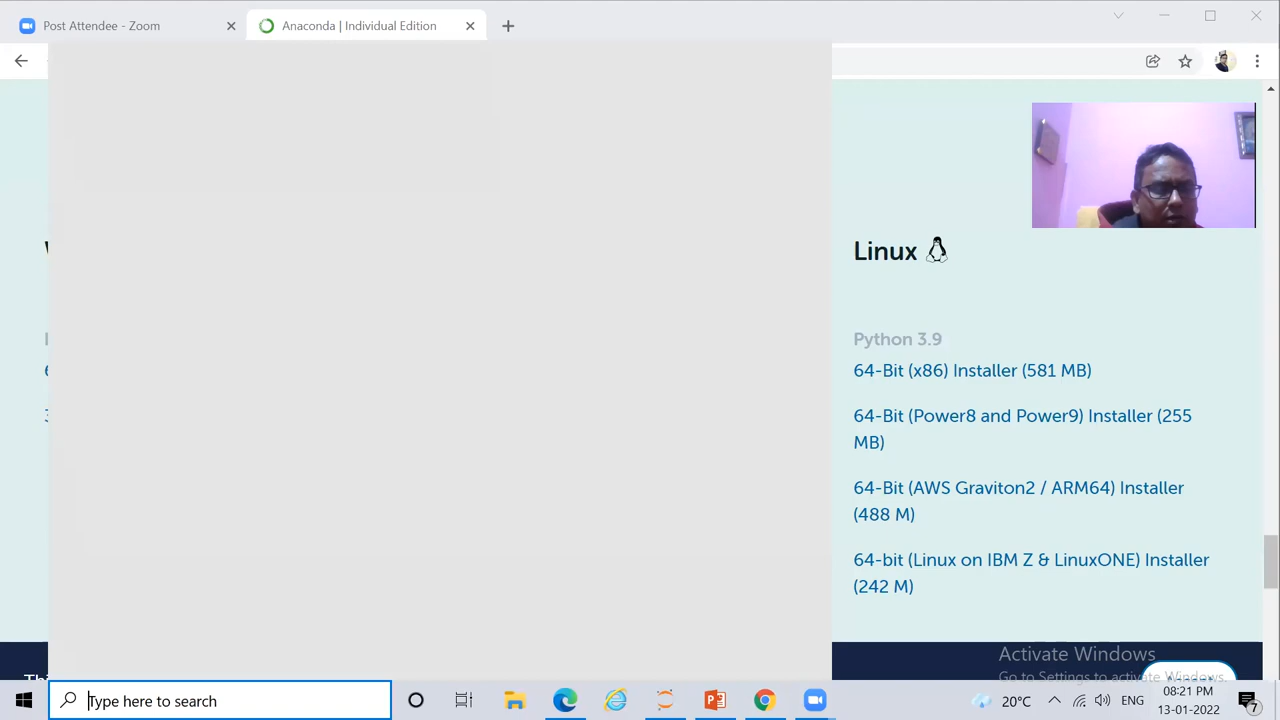 Post Attendee - Zoom
Anaconda | Individual Edition
Linux
Python 3.9
64-Bit (x86) Installer (581 MB)
64-Bit (Power8 and Power9) Installer (255
MB)
64-Bit (AWS Graviton2 / ARM64) Installer
(488 M)
64-bit (Linux on IBM Z & LinuxONE) Installer
(242 M)
Activate Windows
Go to Settings to activate Windows.
Type here to search
20°C
ENG
08:21 PM
13-01-2022
7